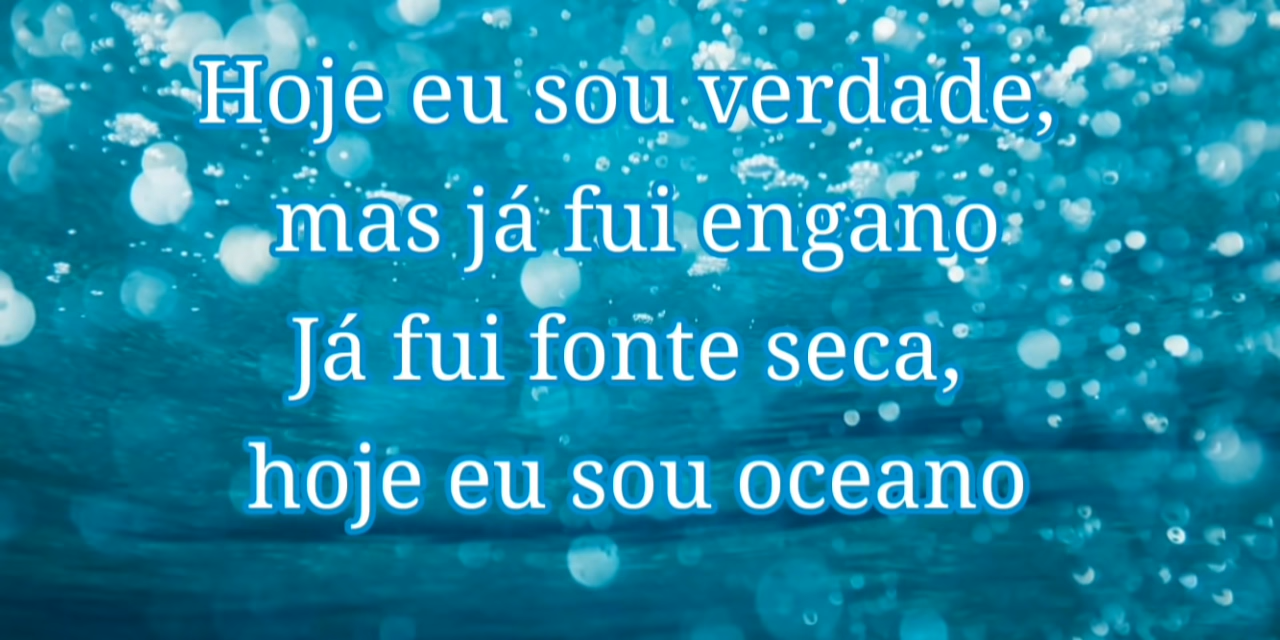 Hoje eu sou verdade,
mas já fui engano
Já fui fonte seca,
hoje eu sou oceano